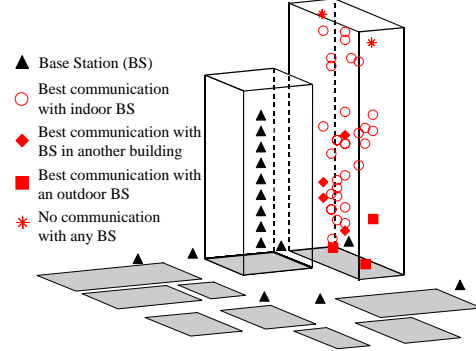 Base Station (BS)
Best communication
with indoor BS
Best communication with
BS in another building
Best communication with
an outdoor BS
No communication
with any BS